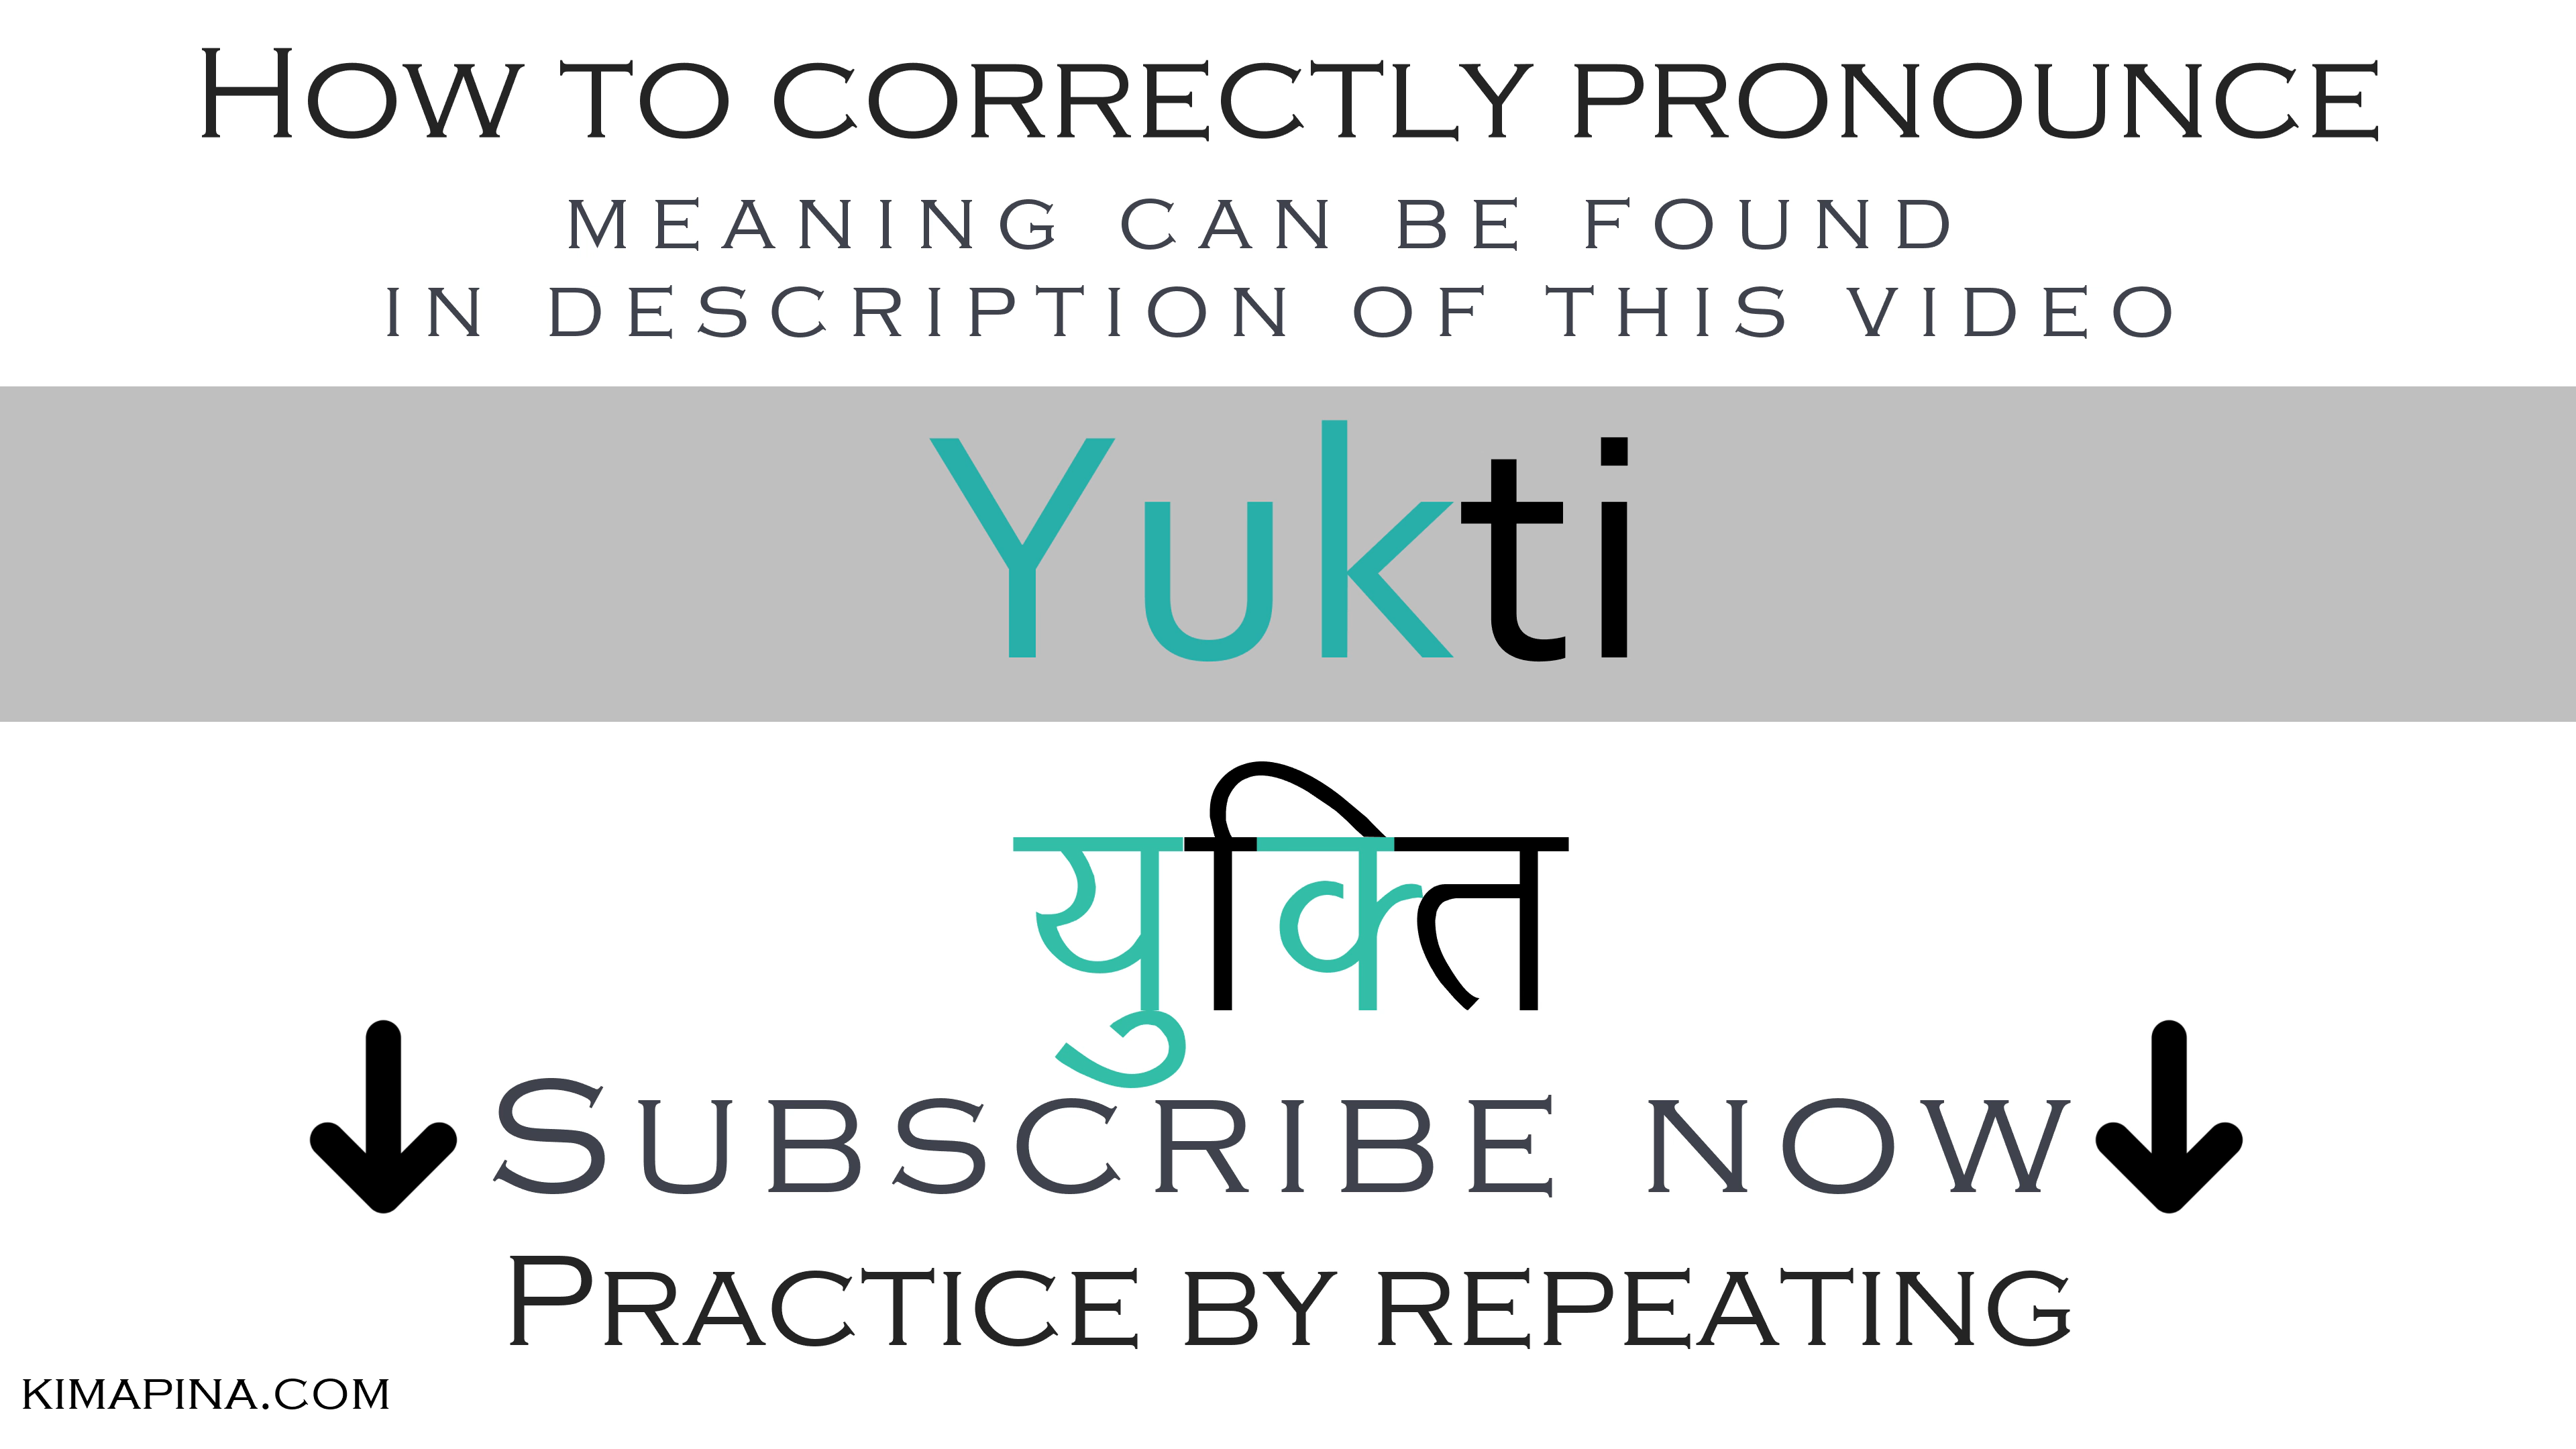 How to correctly pronounce
meaning can be found
in description of this video
Yukti
युक्ति
Subscribe now
Practice by repeating
kimapina.com